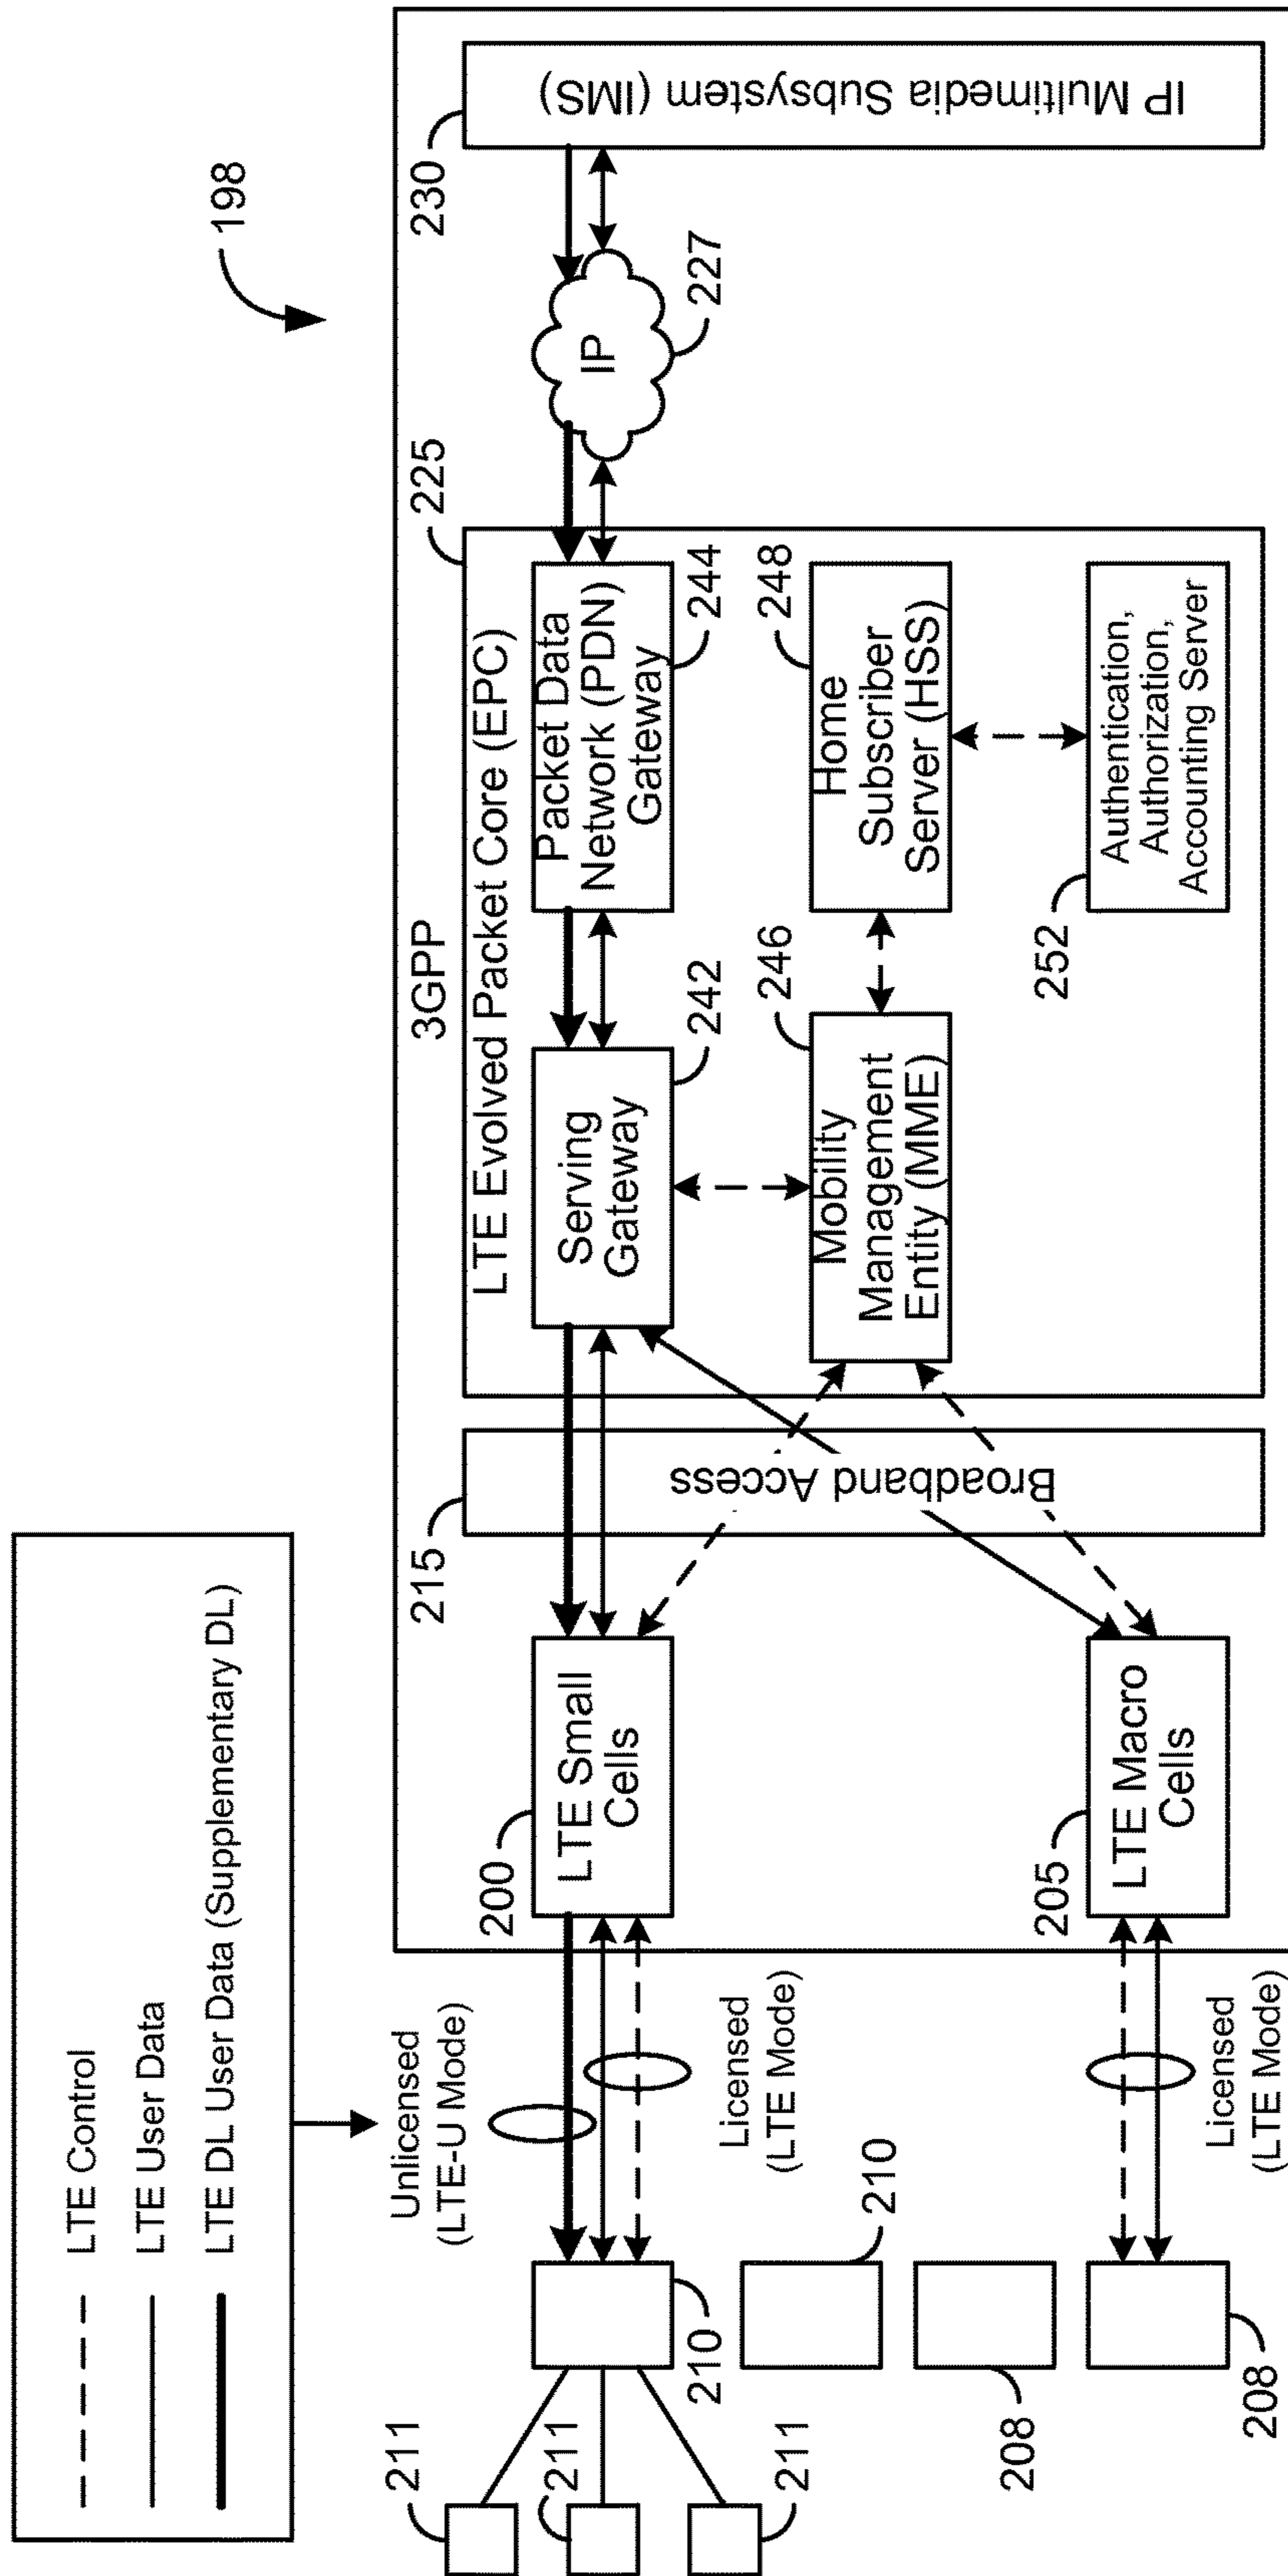 LTE Control
LTE User Data
LTE DL User Data (Supplementary DL)
198
3GPP
LTE Evolved Packet Core (EPC)
225
230
IP Multimedia Subsystem (IMS)
IP
227
Packet Data
Network (PDN)
Gateway
244
Serving
Gateway
242
Home
Subscriber
Server (HSS)
248
Mobility
Management
Entity (MME)
246
Authentication,
Authorization,
Accounting Server
252
215
Broadband Access
200
LTE Small
Cells
205
LTE Macro
Cells
Unlicensed
(LTE-U Mode)
Licensed
(LTE Mode)
Licensed
(LTE Mode)
211
211
211
210
210
208
208